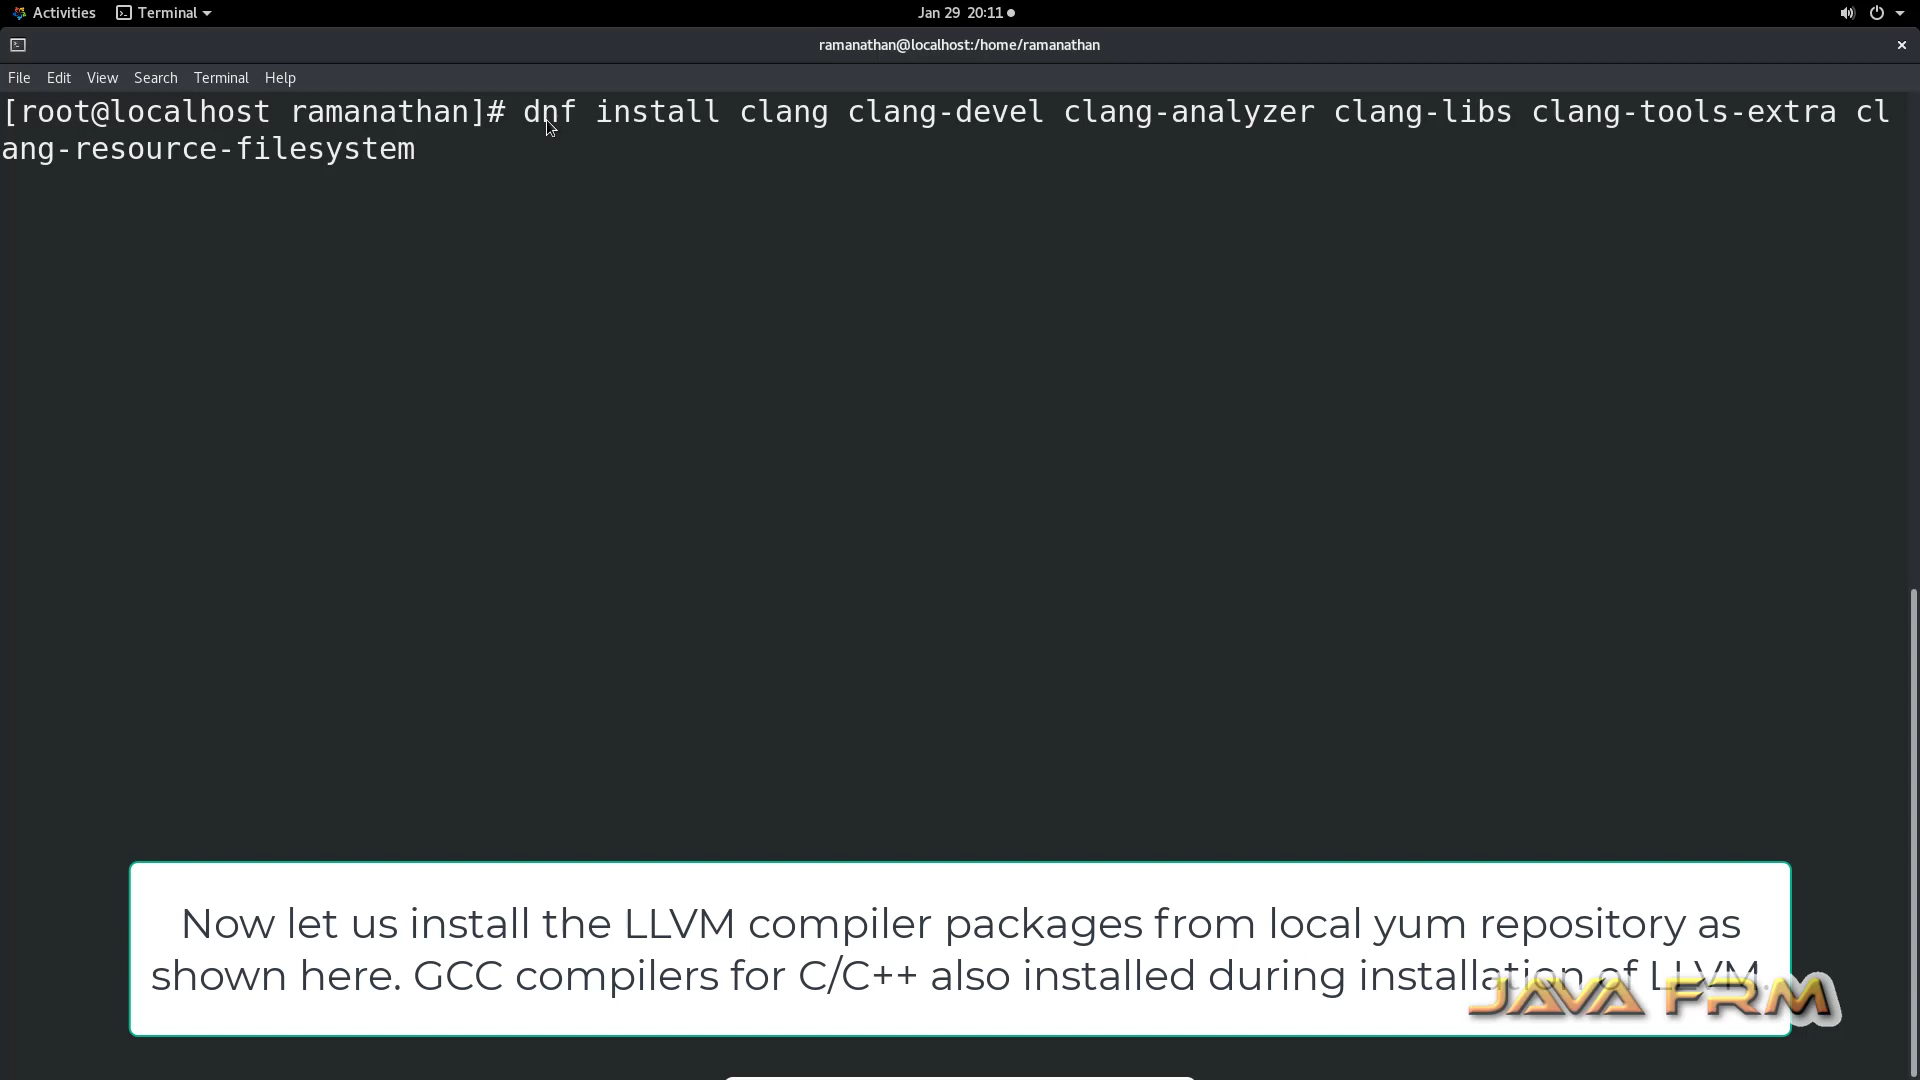 Activities Terminal Jan 29 20:11
ramanathan@localhost:/home/ramanathan
File Edit View Search Terminal Help
[root@localhost ramanathan]# dnf install clang clang-devel clang-analyzer clang-libs clang-tools-extra cl
ang-resource-filesystem
Now let us install the LLVM compiler packages from local yum repository as
shown here. GCC compilers for C/C++ also installed during installation of LLVM.
JAVA FRM